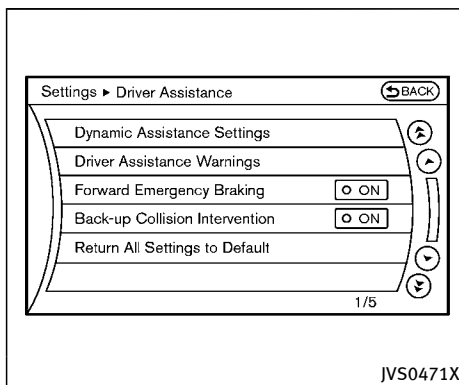 Settings ▶ Driver Assistance
BACK
Dynamic Assistance Settings
Driver Assistance Warnings
Forward Emergency Braking ON
Back-up Collision Intervention ON
Return All Settings to Default
1/5
JVS0471X